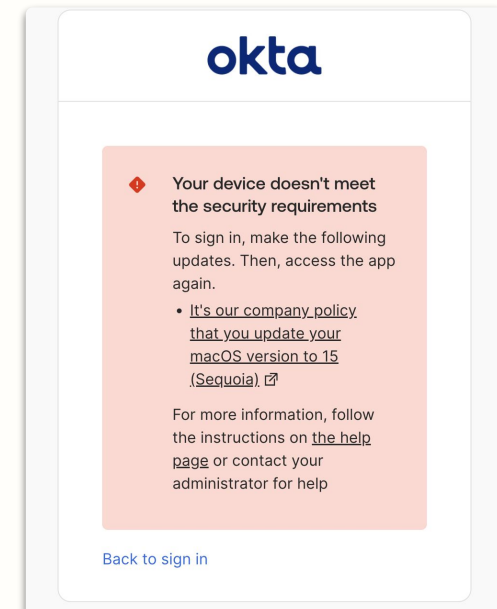 okta
Your device doesn't meet
the security requirements
To sign in, make the following
updates. Then, access the app
again.
• It's our company policy
that you update your
macOS version to 15
(Sequoia)
For more information, follow
the instructions on the help
page or contact your
administrator for help
Back to sign in